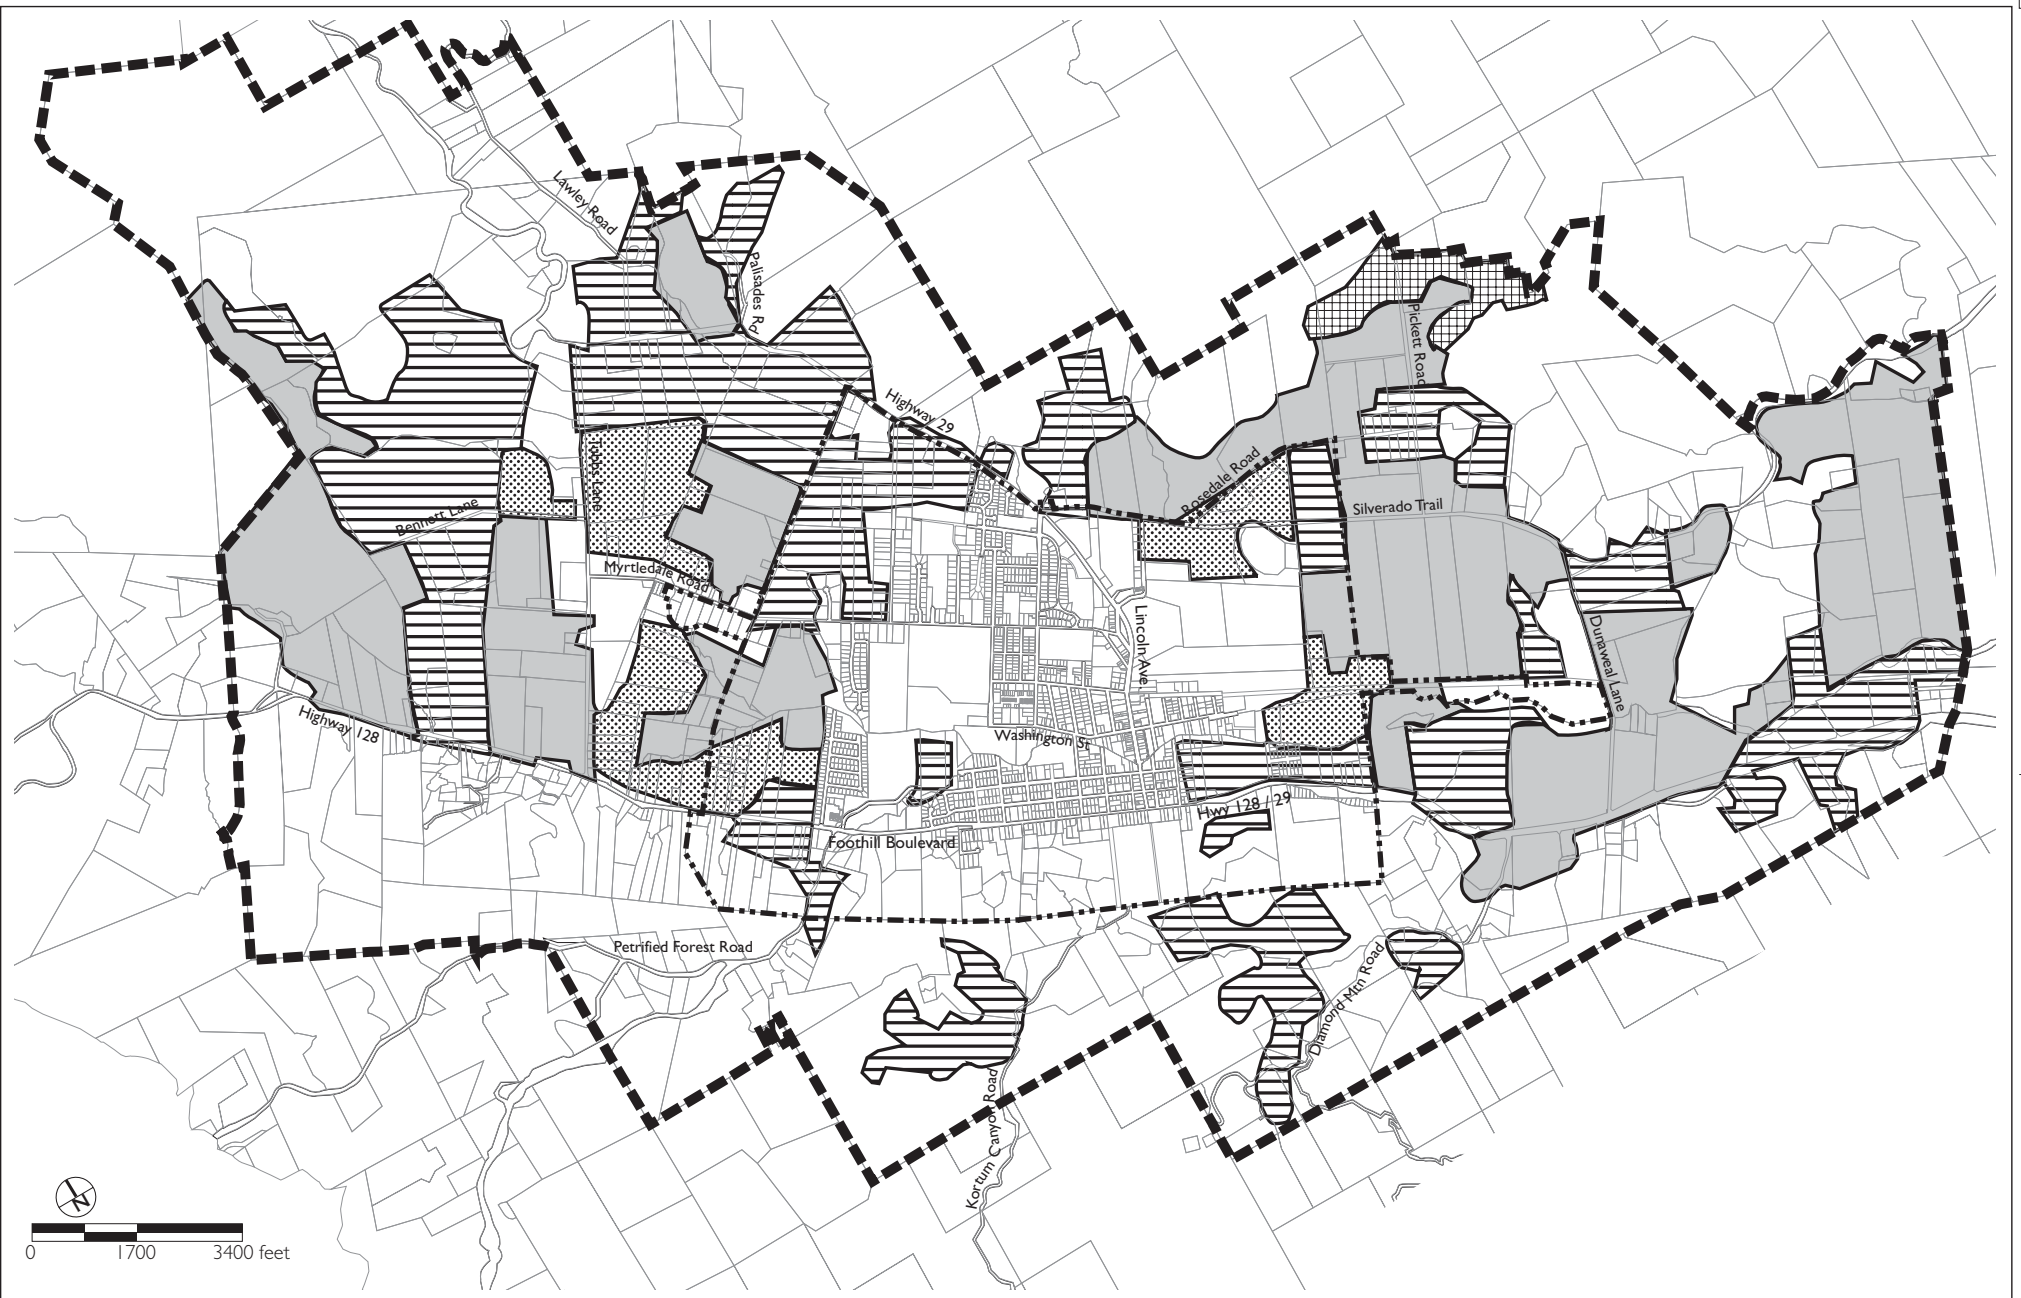 Lawley Road
Palisades Rd
Pickett Road
Highway 29
Tubbs Lane
Rosedale Road
Bennett Lane
Silverado Trail
Myrtledale Road
Lincoln Ave.
Dunaweal Lane
Highway 128
Washington St
Hwy 128 / 29
Foothill Boulevard
Petrified Forest Road
Diamond Mtn Road
Kortum Canyon Road
N
0 1700 3400 feet